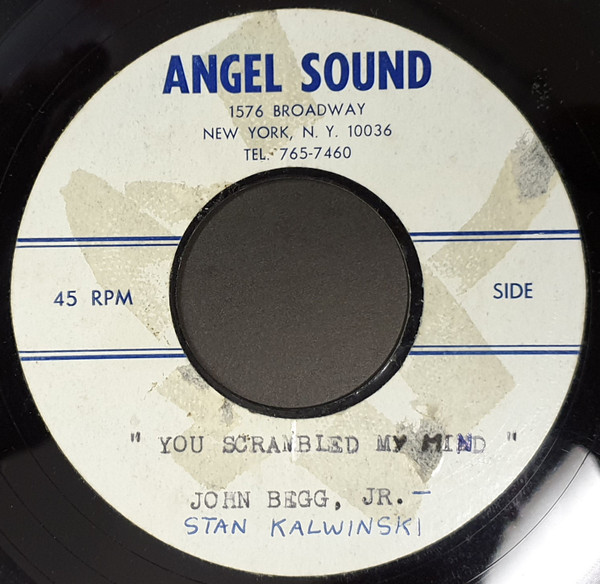 ANGEL SOUND
1576 BROADWAY
NEW YORK, N. Y. 10036
TEL. 765-7460
45 RPM
SIDE
" YOU SCRAMBLED MY MIND "
JOHN BEGG, JR. -
STAN KALWINSKI